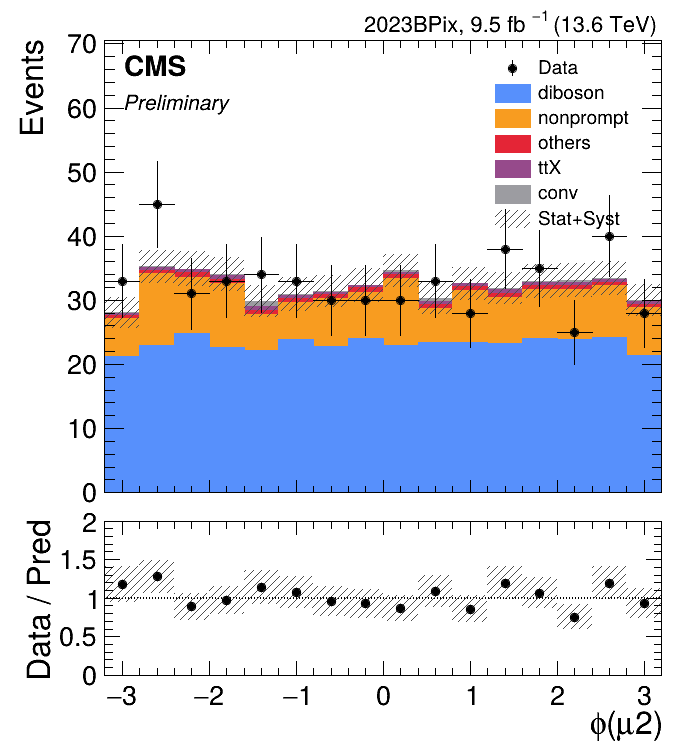 2023BPix, 9.5 fb⁻¹ (13.6 TeV)
Events
70
60
50
40
30
20
10
0
CMS
Preliminary
Data
diboson
nonprompt
others
ttX
conv
Stat+Syst
Data / Pred
2
1.5
1
0.5
0
−3 −2 −1 0 1 2 3
ϕ(μ2)